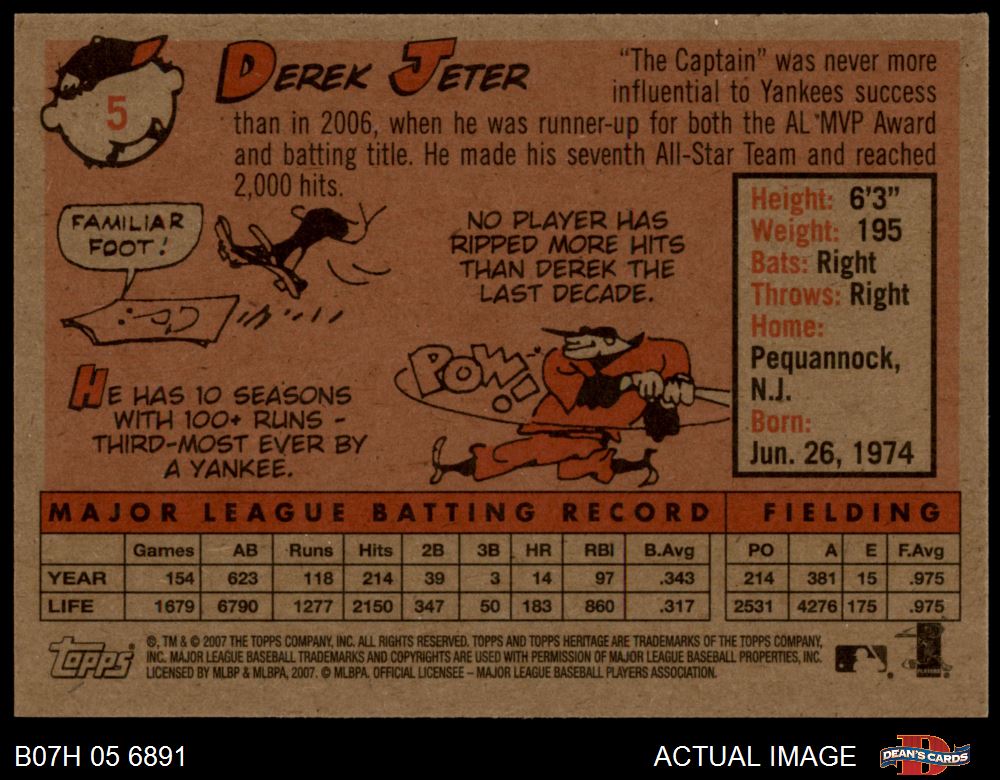 5
DEREK JETER
"The Captain" was never more
influential to Yankees success
than in 2006, when he was runner-up for both the AL MVP Award
and batting title. He made his seventh All-Star Team and reached
2,000 hits.
FAMILIAR
FOOT!
NO PLAYER HAS
RIPPED MORE HITS
THAN DEREK THE
LAST DECADE.
POW!
HE HAS 10 SEASONS
WITH 100+ RUNS -
THIRD-MOST EVER BY
A YANKEE.
Height: 6'3"
Weight: 195
Bats: Right
Throws: Right
Home:
Pequannock,
N.J.
Born:
Jun. 26, 1974
MAJOR LEAGUE BATTING RECORD FIELDING
Games AB Runs Hits 2B 3B HR RBI B.Avg PO A E F.Avg
YEAR 154 623 118 214 39 3 14 97 .343 214 381 15 .975
LIFE 1679 6790 1277 2150 347 50 183 860 .317 2531 4276 175 .975
Topps
®, TM & © 2007 THE TOPPS COMPANY, INC. ALL RIGHTS RESERVED. TOPPS AND TOPPS HERITAGE ARE TRADEMARKS OF THE TOPPS COMPANY,
INC. MAJOR LEAGUE BASEBALL TRADEMARKS AND COPYRIGHTS ARE USED WITH PERMISSION OF MAJOR LEAGUE BASEBALL PROPERTIES, INC.
LICENSED BY MLBP & MLBPA, 2007. © MLBPA. OFFICIAL LICENSEE – MAJOR LEAGUE BASEBALL PLAYERS ASSOCIATION.
B07H 05 6891 ACTUAL IMAGE DEAN'S CARDS